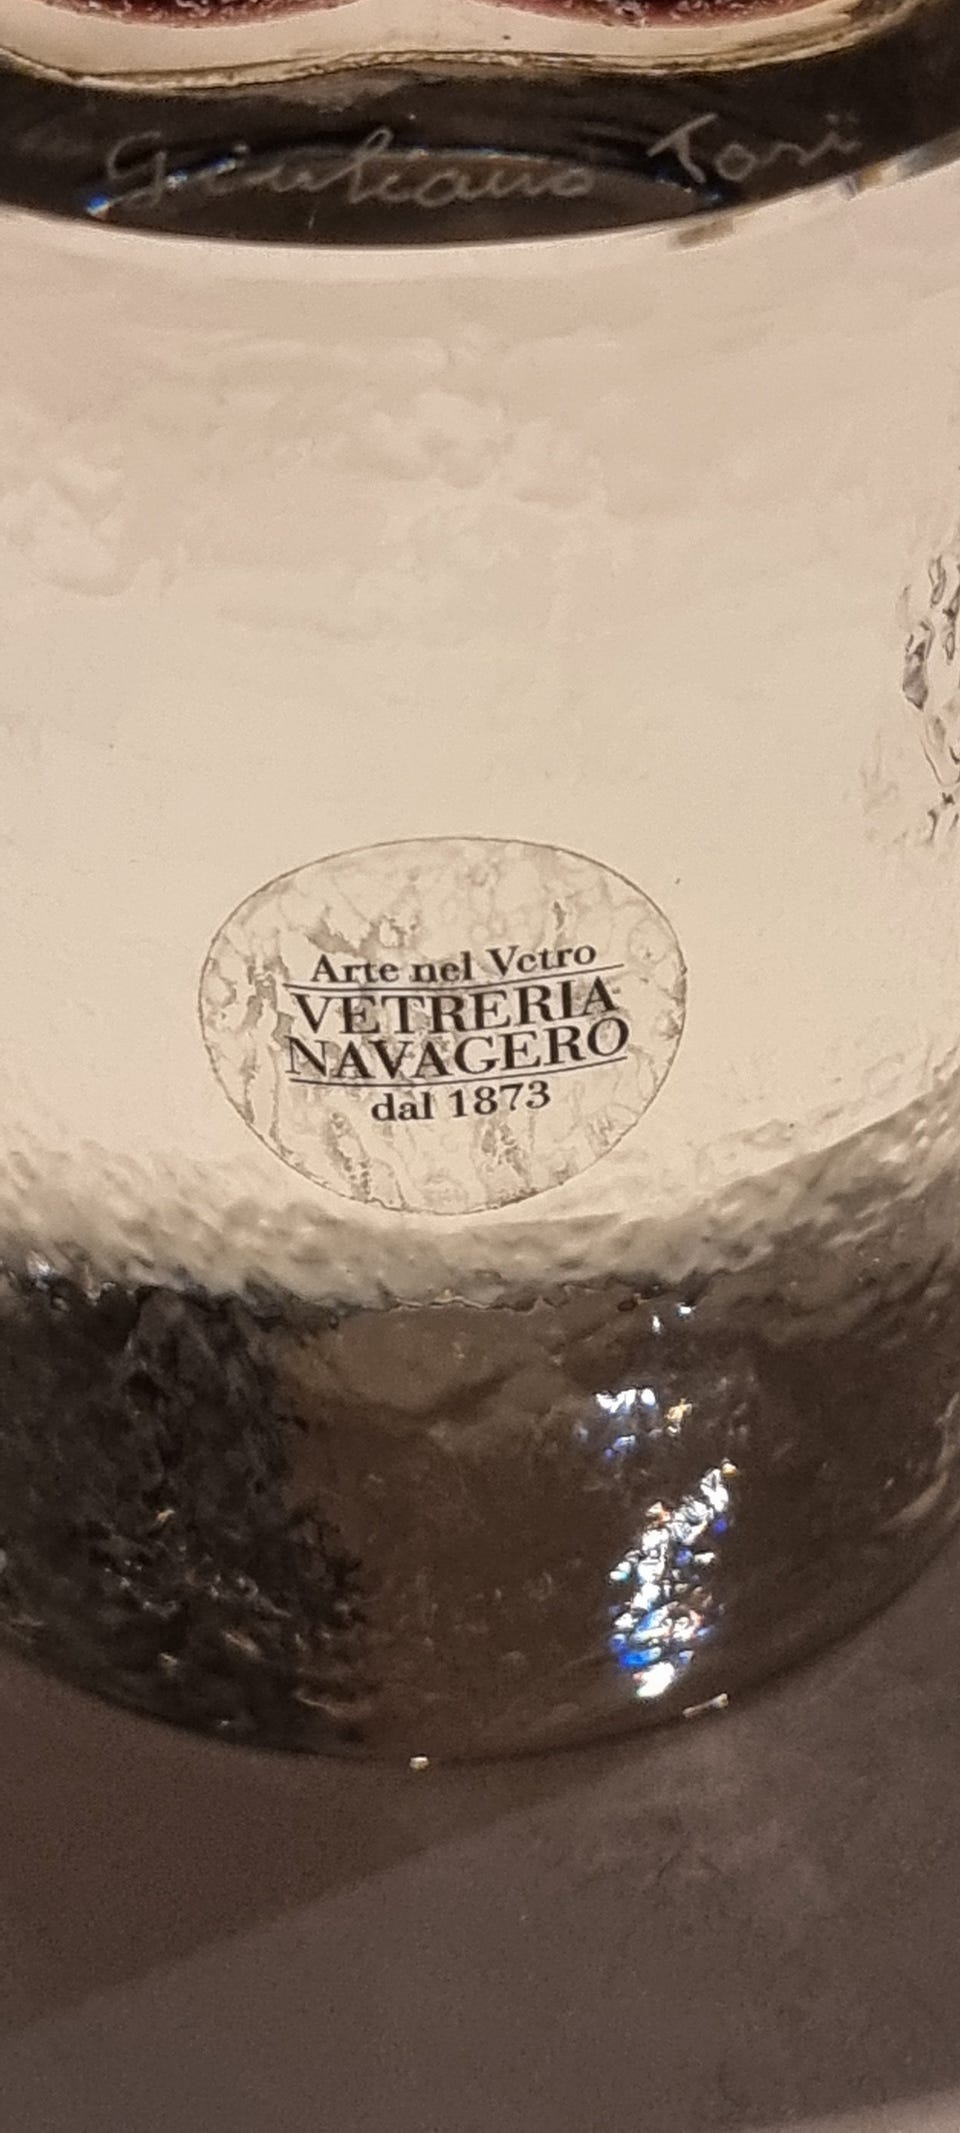 Giuliano Tosi
Arte nel Vetro
VETRERIA
NAVAGERO
dal 1873